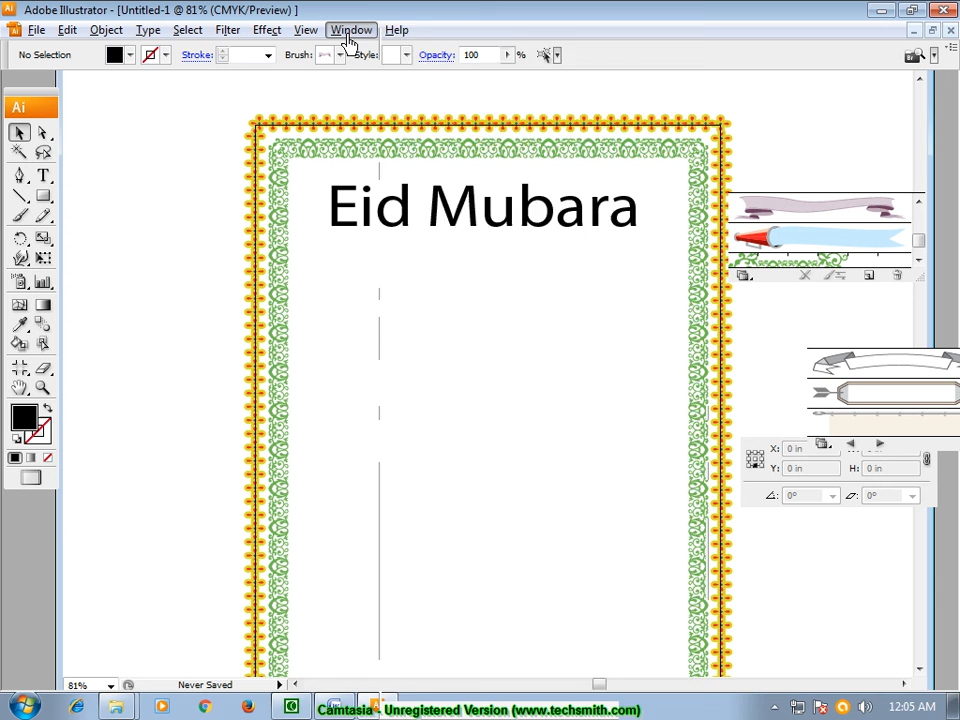 Adobe Illustrator - [Untitled-1 @ 81% (CMYK/Preview) ]
File Edit Object Type Select Filter Effect View Window Help
No Selection Stroke: Brush: Style: Opacity: 100 %
Ai
Eid Mubara
X: 0 in W: 0 in
Y: 0 in H: 0 in
0° 0°
81% Never Saved
Camtasia - Unregistered Version (www.techsmith.com)
12:05 AM